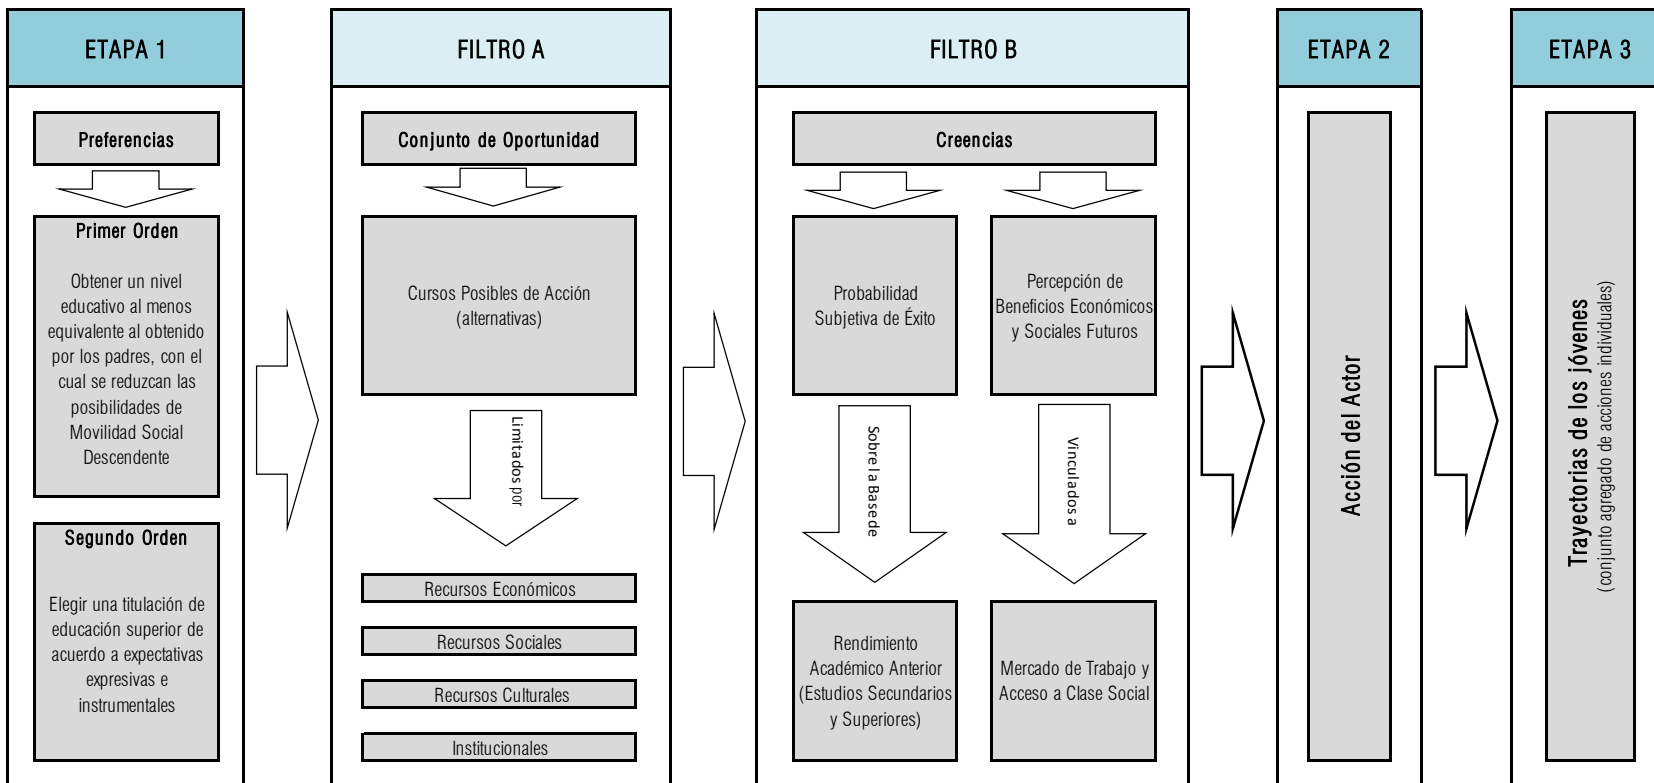 ETAPA 1
Preferencias
Primer Orden
Obtener un nivel
educativo al menos
equivalente al obtenido
por los padres, con el
cual se reduzcan las
posibilidades de
Movilidad Social
Descendente
Segundo Orden
Elegir una titulación de
educación superior de
acuerdo a expectativas
expresivas e
instrumentales
FILTRO A
Conjunto de Oportunidad
Cursos Posibles de Acción
(alternativas)
Limitados por
Recursos Económicos
Recursos Sociales
Recursos Culturales
Institucionales
FILTRO B
Creencias
Probabilidad
Subjetiva de Éxito
Sobre la Base de
Rendimiento
Académico Anterior
(Estudios Secundarios
y Superiores)
Percepción de
Beneficios Económicos
y Sociales Futuros
Vinculados a
Mercado de Trabajo y
Acceso a Clase Social
ETAPA 2
Acción del Actor
ETAPA 3
Trayectorias de los jóvenes
(conjunto agregado de acciones individuales)